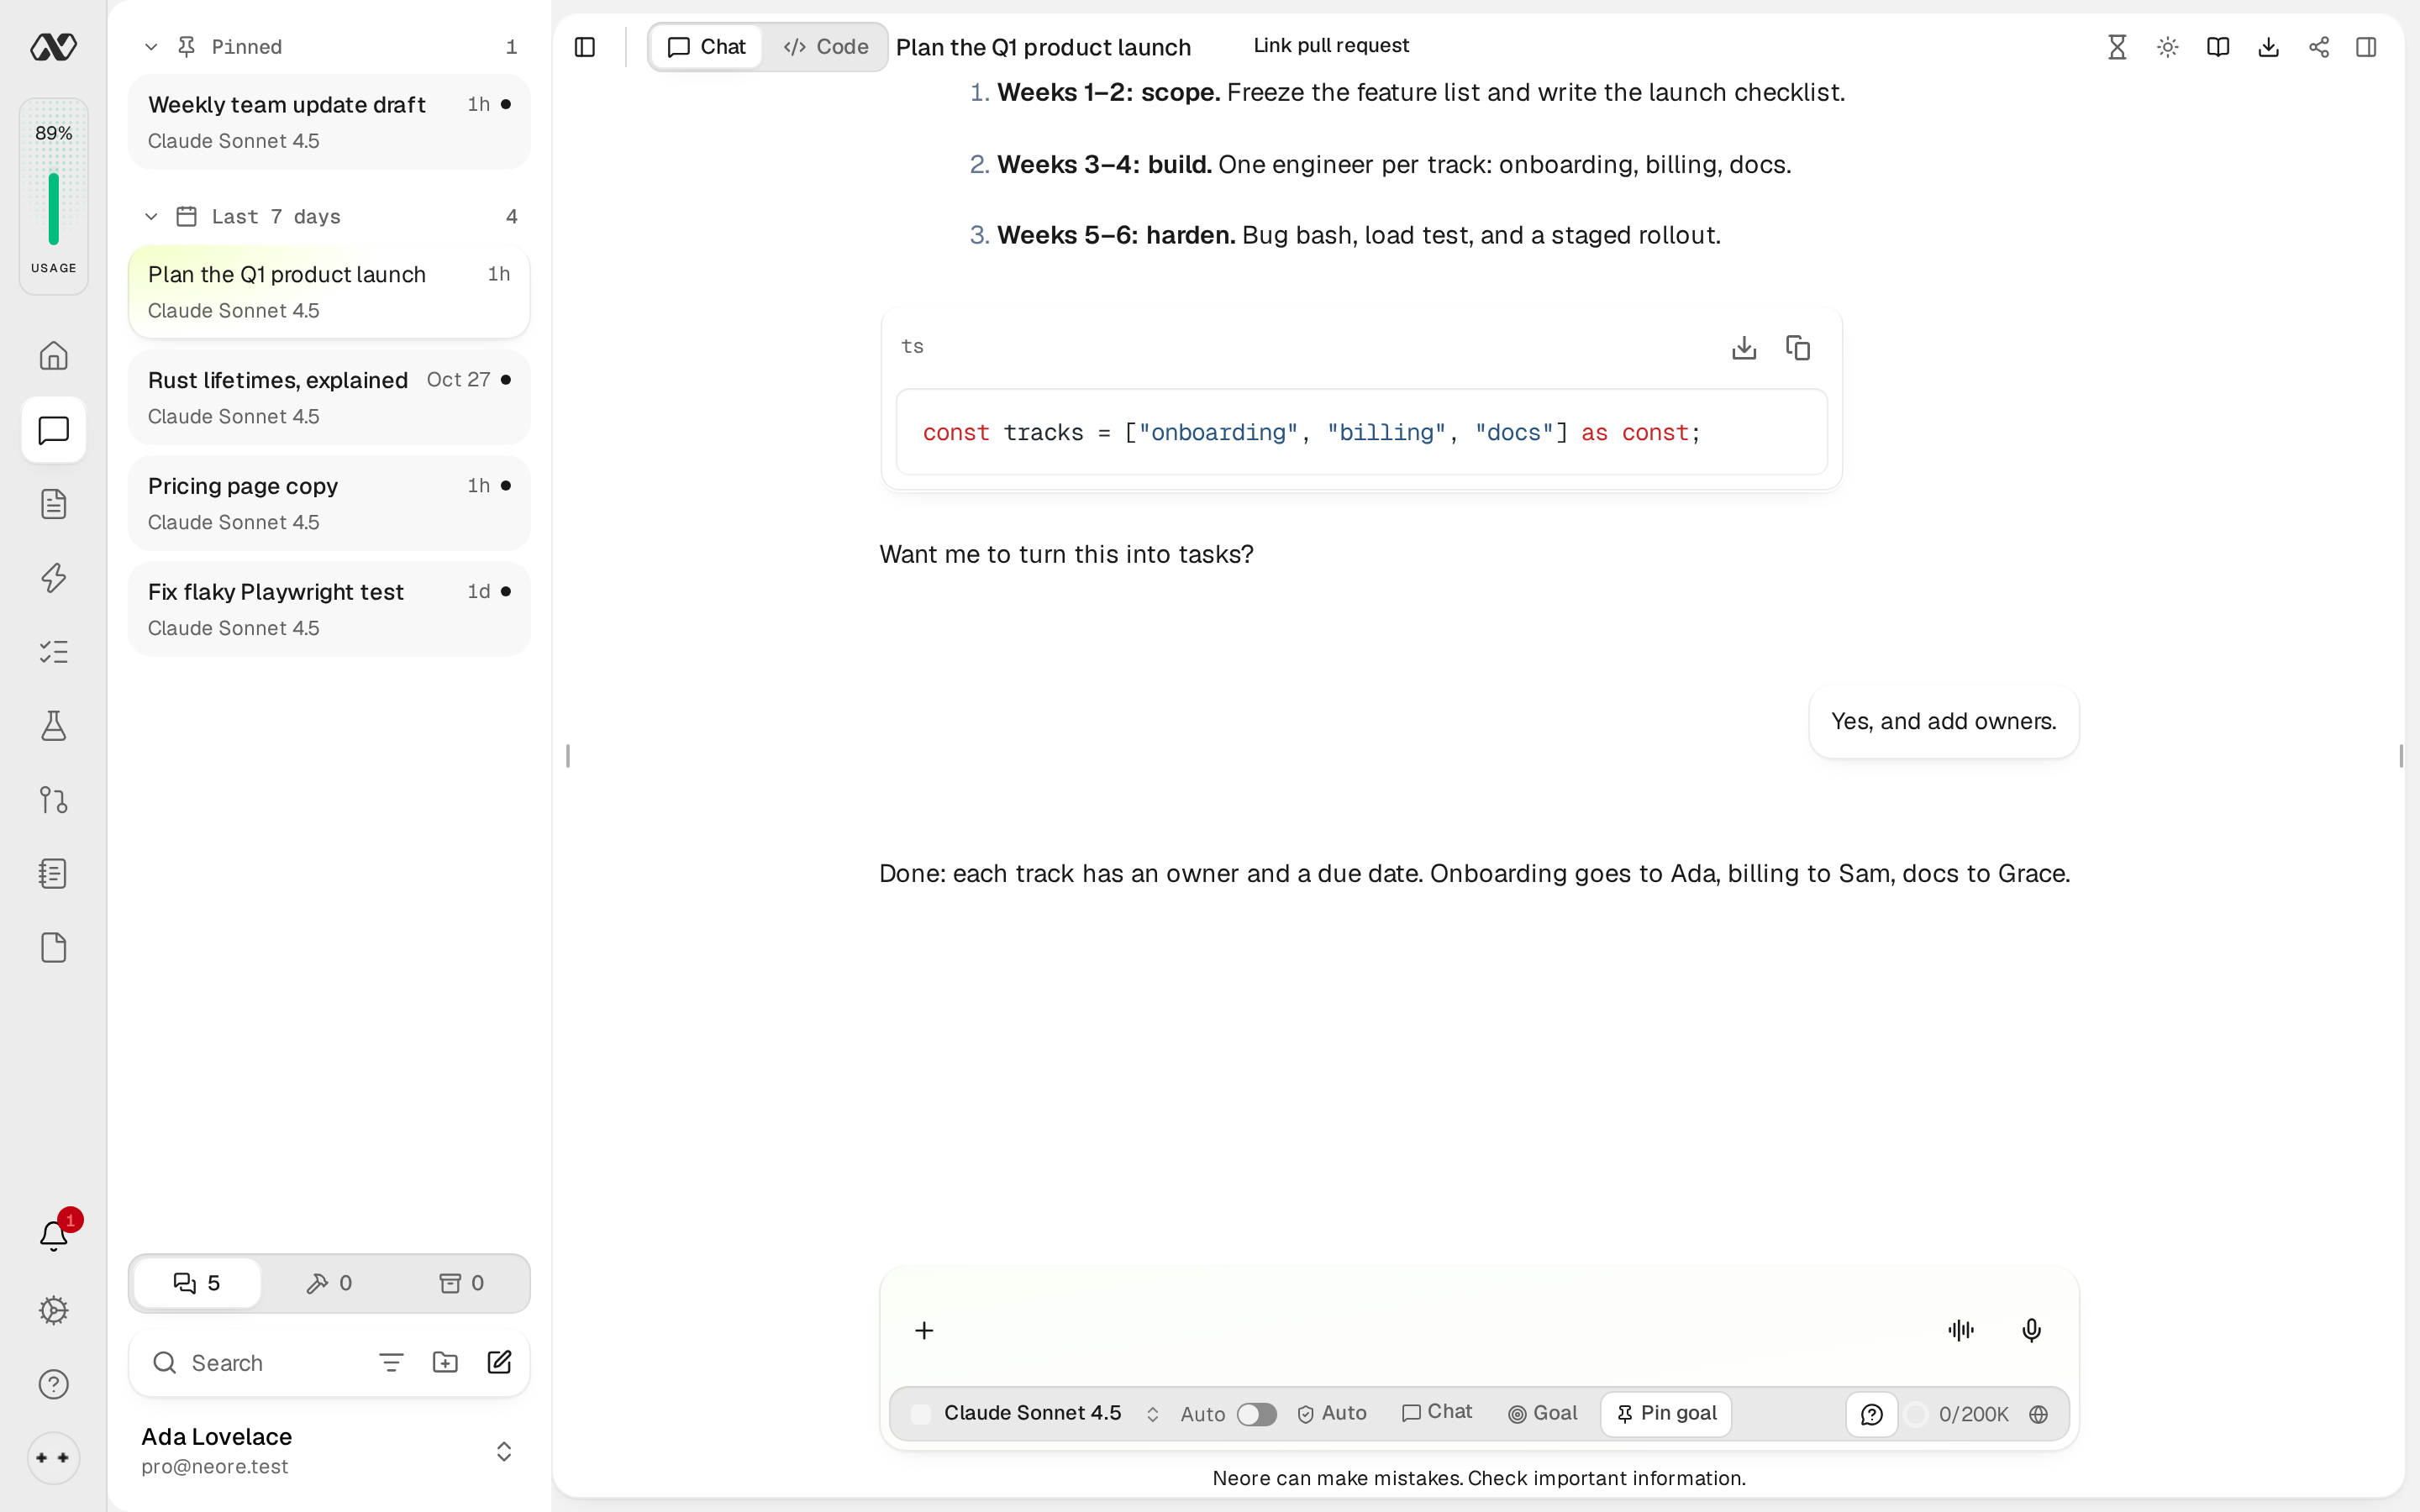 89%
USAGE
1
Pinned 1
Weekly team update draft 1h
Claude Sonnet 4.5
Last 7 days 4
Plan the Q1 product launch 1h
Claude Sonnet 4.5
Rust lifetimes, explained Oct 27
Claude Sonnet 4.5
Pricing page copy 1h
Claude Sonnet 4.5
Fix flaky Playwright test 1d
Claude Sonnet 4.5
5 0 0
Search
Ada Lovelace
pro@neore.test
Chat Code Plan the Q1 product launch Link pull request
1. Weeks 1–2: scope. Freeze the feature list and write the launch checklist.
2. Weeks 3–4: build. One engineer per track: onboarding, billing, docs.
3. Weeks 5–6: harden. Bug bash, load test, and a staged rollout.
ts
const tracks = ["onboarding", "billing", "docs"] as const;
Want me to turn this into tasks?
Yes, and add owners.
Done: each track has an owner and a due date. Onboarding goes to Ada, billing to Sam, docs to Grace.
Claude Sonnet 4.5 Auto Auto Chat Goal Pin goal 0/200K
Neore can make mistakes. Check important information.